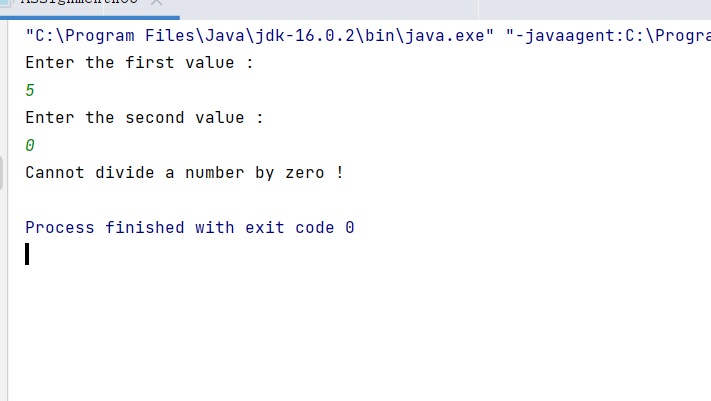 "C:\Program Files\Java\jdk-16.0.2\bin\java.exe" "-javaagent:C:\Progra
Enter the first value :
5
Enter the second value :
0
Cannot divide a number by zero !
Process finished with exit code 0